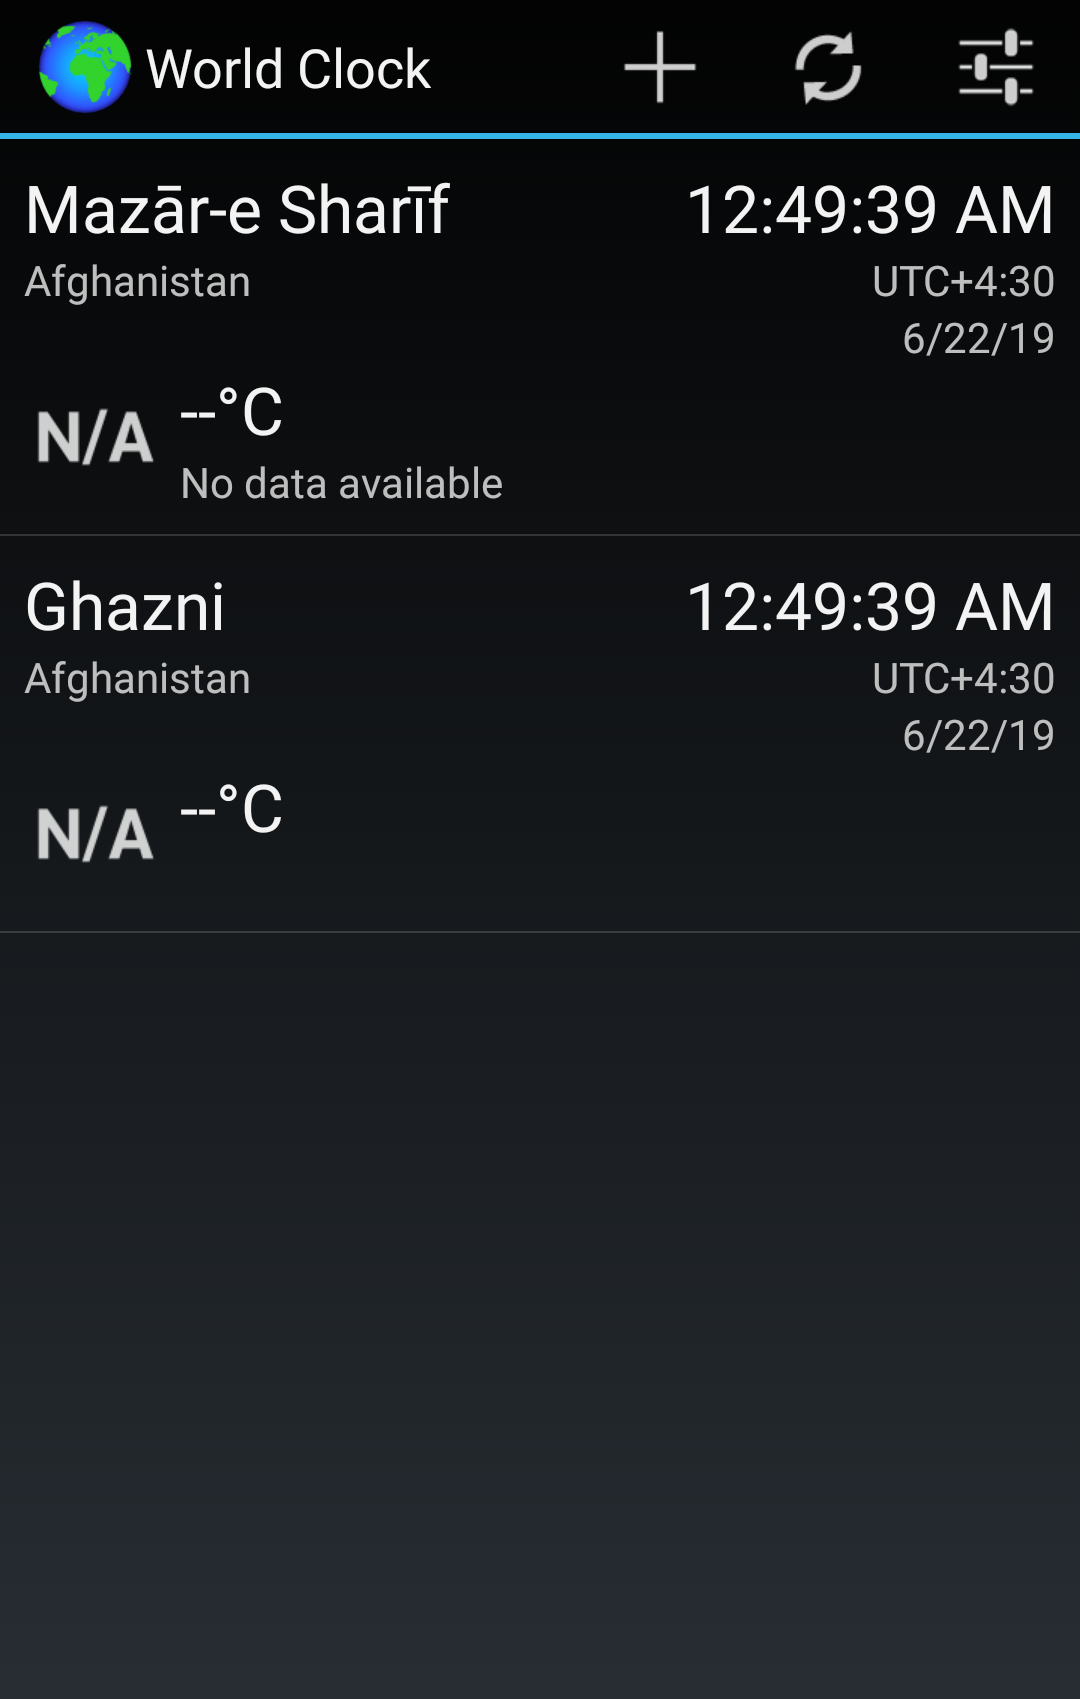 World Clock
Mazār-e Sharīf 12:49:39 AM
Afghanistan UTC+4:30
6/22/19
N/A --°C
No data available
Ghazni 12:49:39 AM
Afghanistan UTC+4:30
6/22/19
N/A --°C